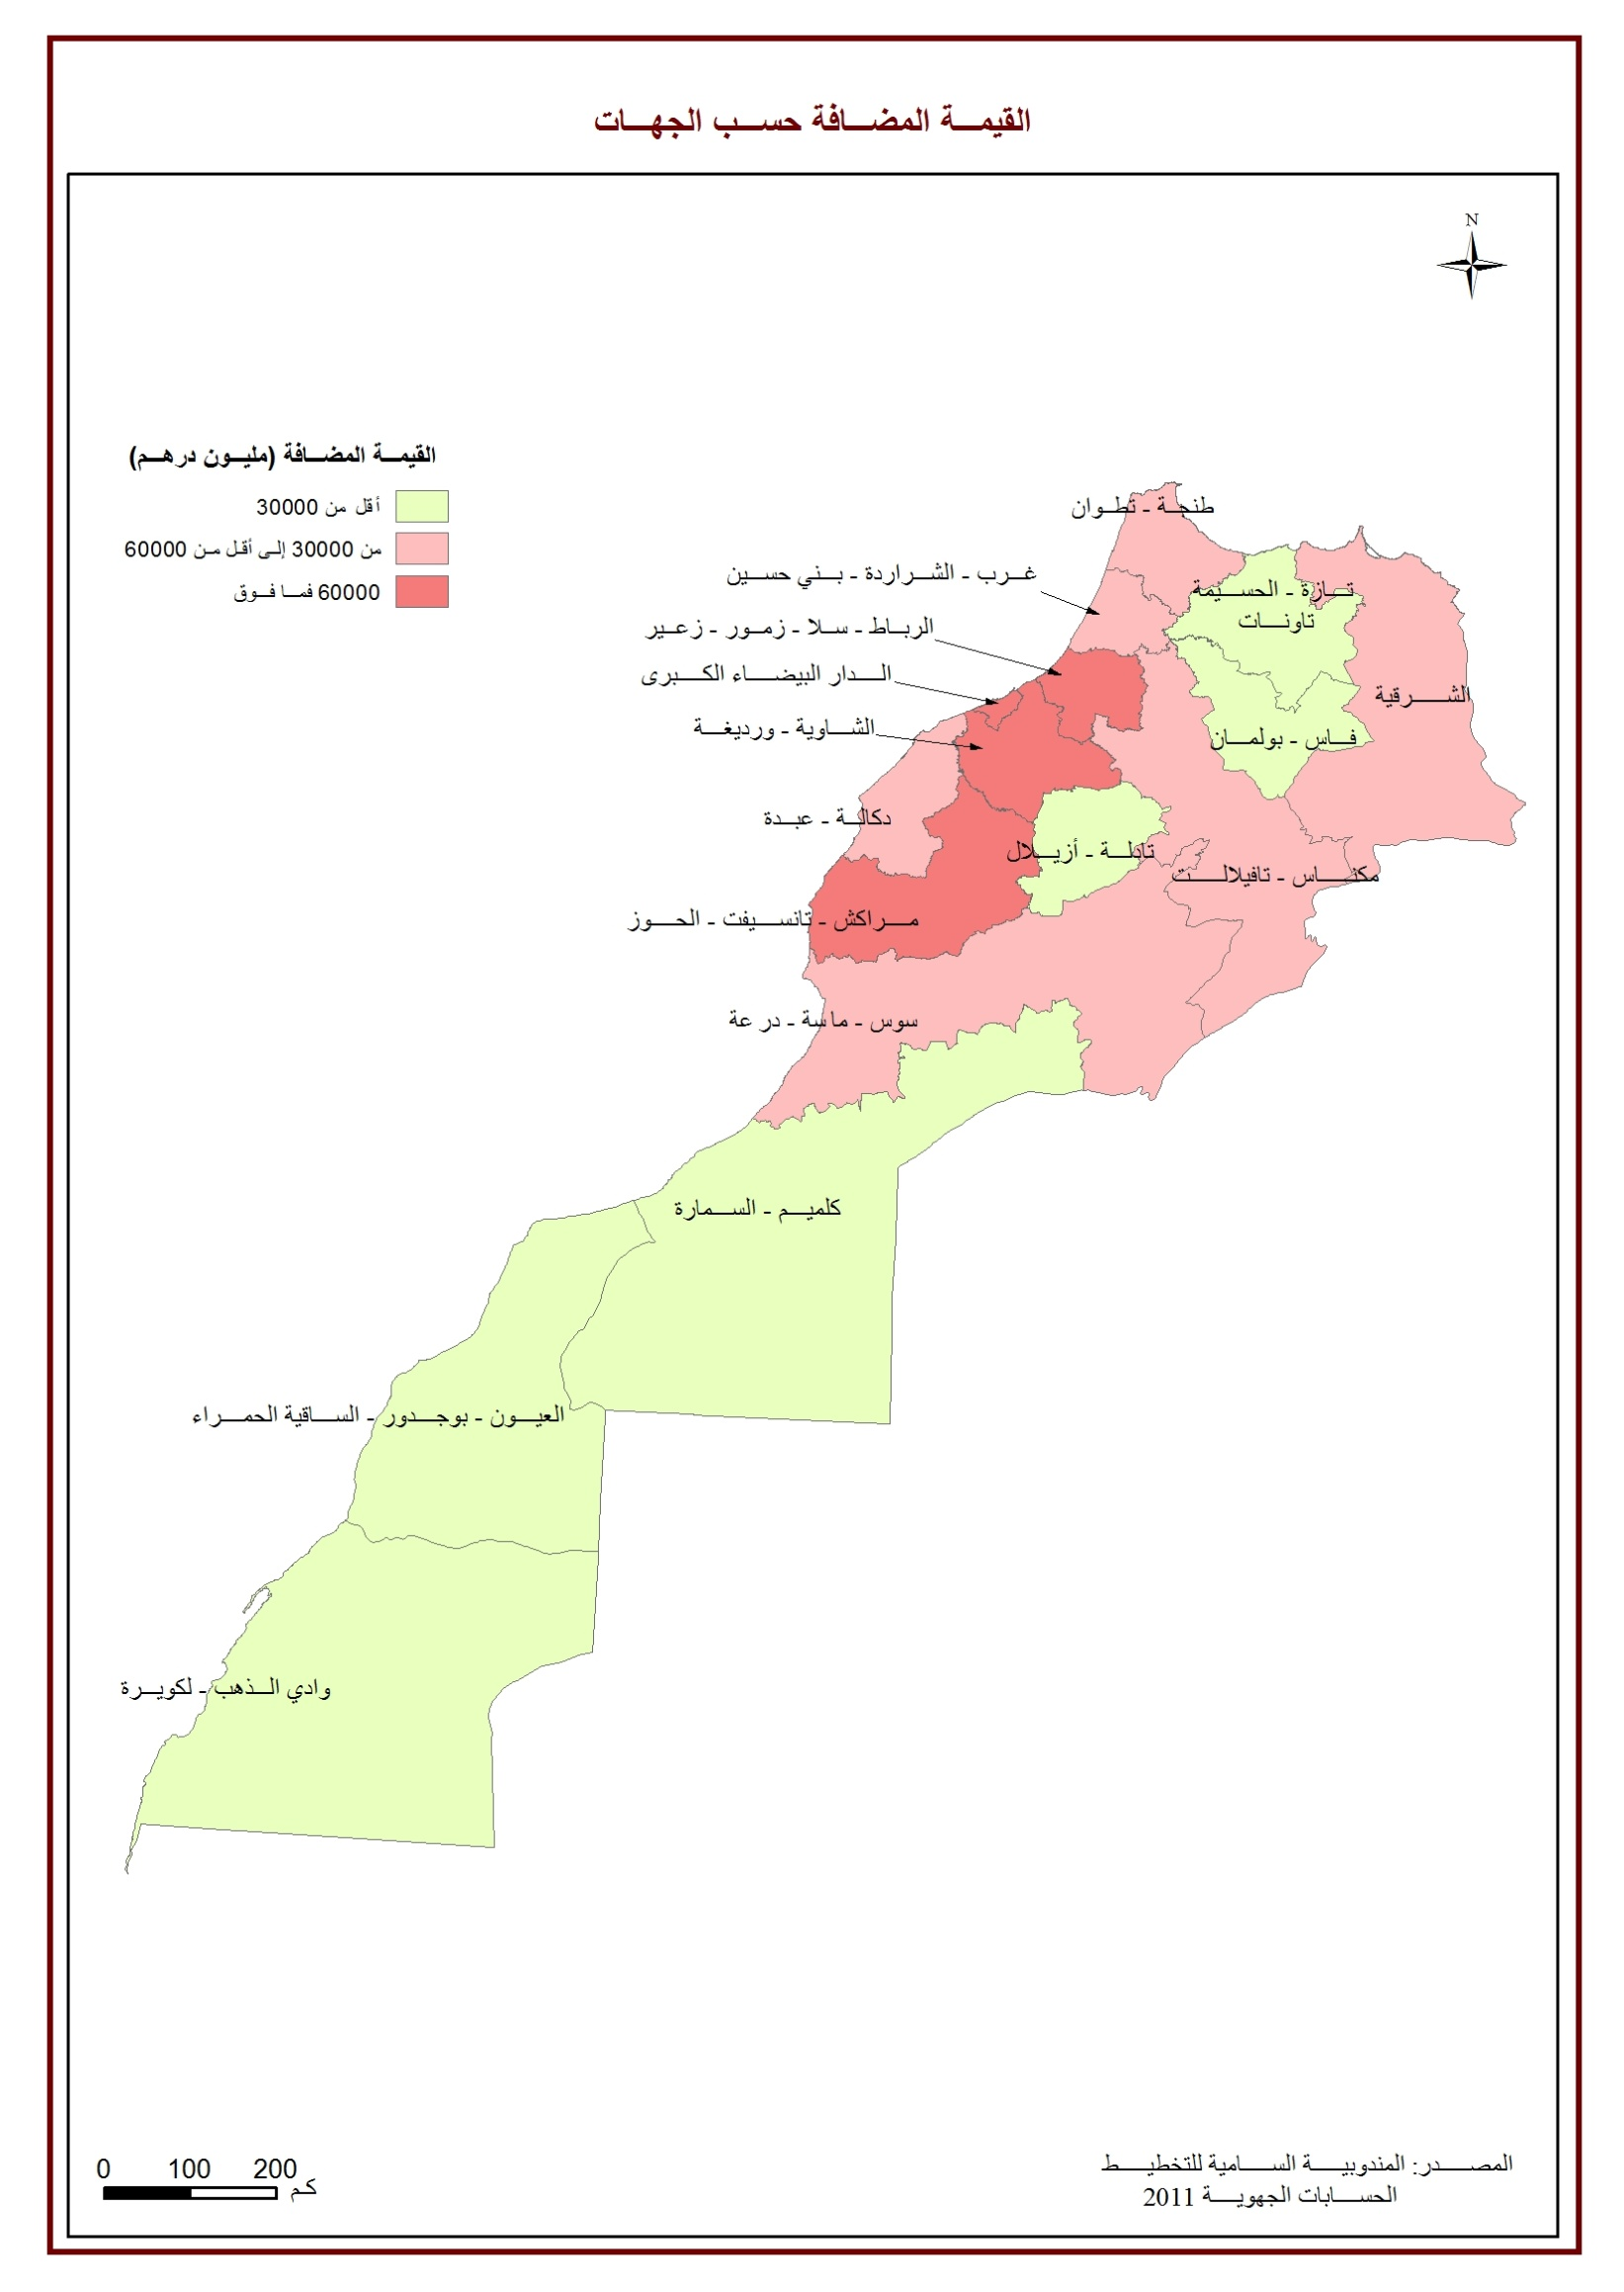 القيمة المضافة حسب الجهات
N
القيمة المضافة (مليون درهم)
أقل من 30000
من 30000 إلى أقل من 60000
60000 فما فوق
طنجة - تطوان
غرب - الشراردة - بني حسين
تازة - الحسيمة
تاونات
الرباط - سلا - زمور - زعير
الدار البيضاء الكبرى
الشرقية
الشاوية - ورديغة
فاس - بولمان
دكالة - عبدة
تادلة - أزيلال
مكناس - تافيلالت
مراكش - تانسيفت - الحوز
سوس - ماسة - درعة
كلميم - السمارة
العيون - بوجدور - الساقية الحمراء
وادي الذهب - لكويرة
المصدر: المندوبية السامية للتخطيط
الحسابات الجهوية 2011
0 100 200
كم